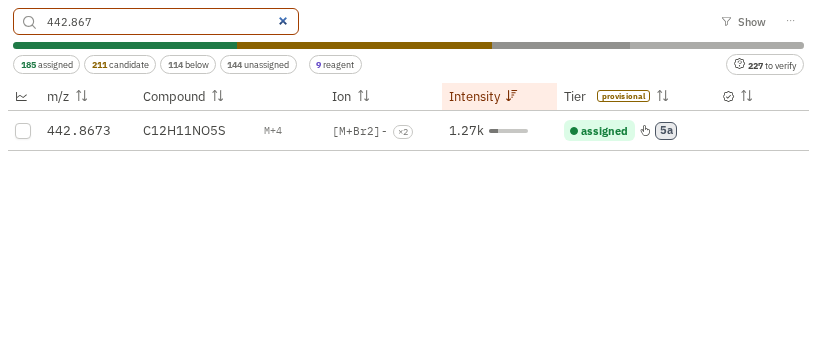 442.867 ×
Show ...
185 assigned 211 candidate 114 below 144 unassigned 9 reagent 227 to verify
m/z Compound Ion Intensity Tier provisional
442.8673 C12H11NO5S M+4 [M+Br2]- ×2 1.27k assigned 5a